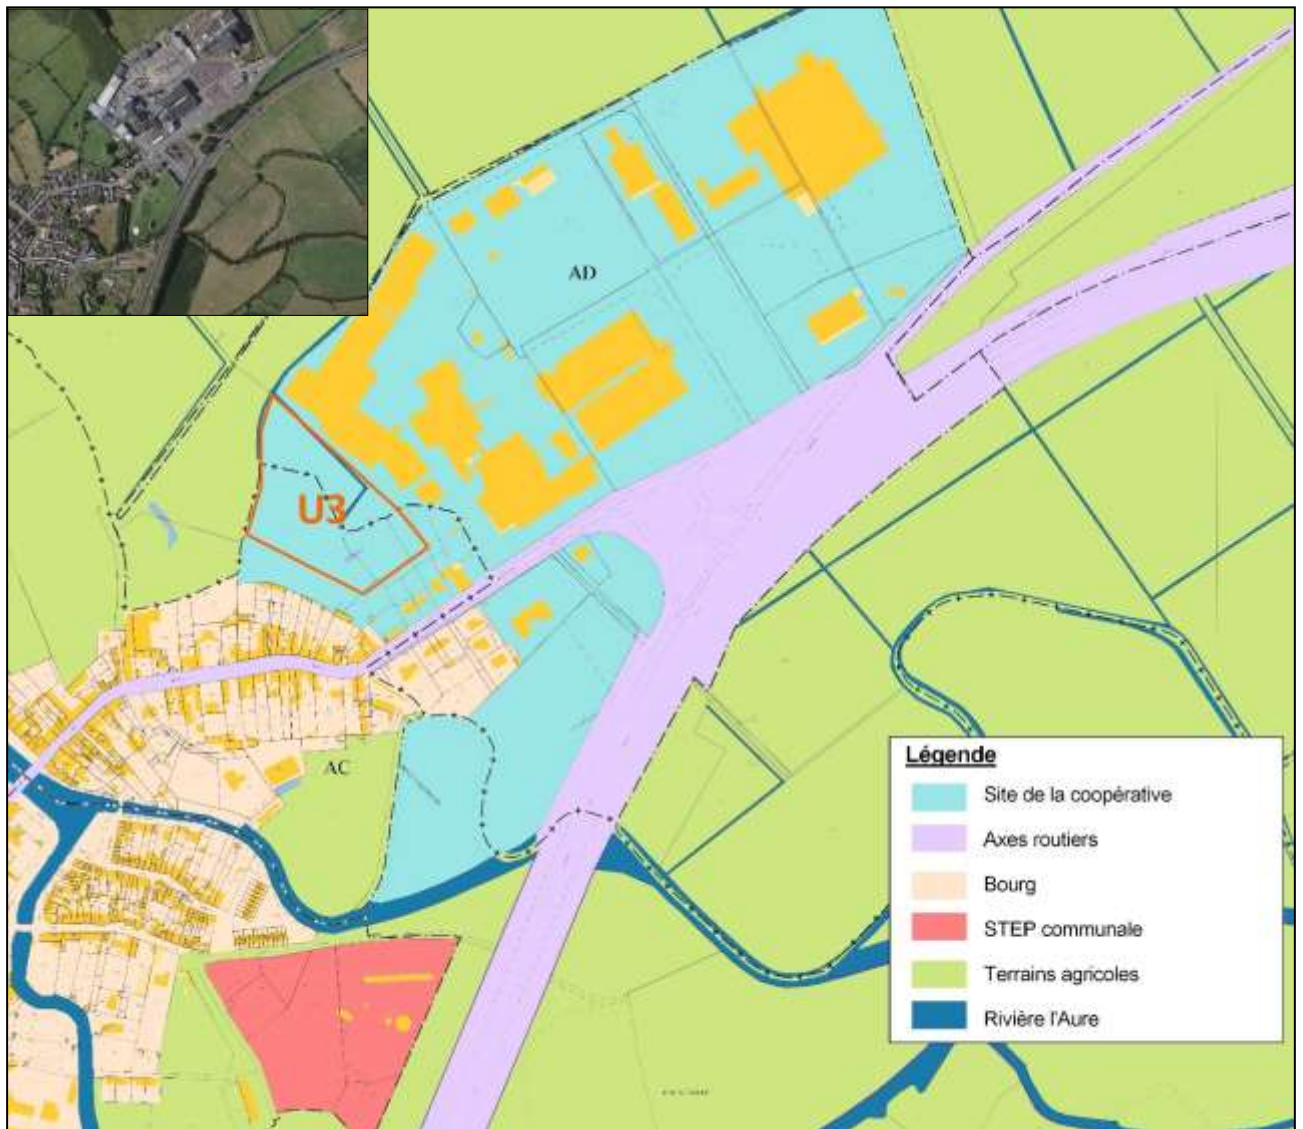 AD
U3
AC
Légende
Site de la coopérative
Axes routiers
Bourg
STEP communale
Terrains agricoles
Rivière l'Aure